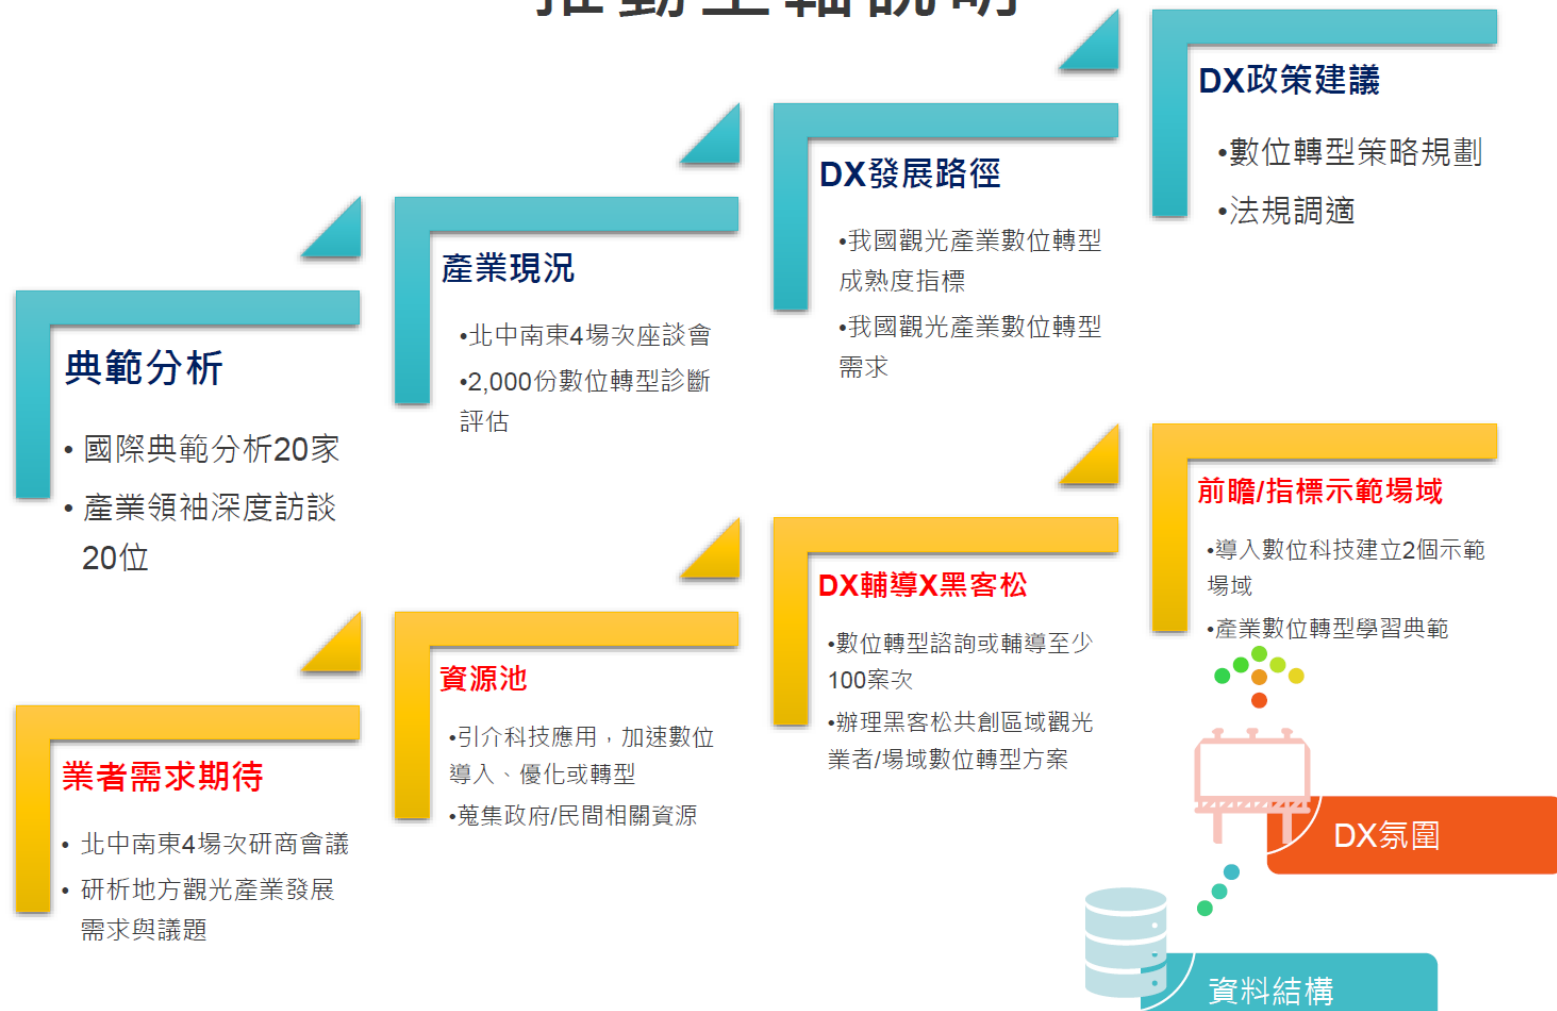 推動主軸說明
DX政策建議
•數位轉型策略規劃
•法規調適
DX發展路徑
•我國觀光產業數位轉型
成熟度指標
•我國觀光產業數位轉型
需求
產業現況
•北中南東4場次座談會
•2,000份數位轉型診斷
評估
典範分析
• 國際典範分析20家
• 產業領袖深度訪談
20位
前瞻/指標示範場域
•導入數位科技建立2個示範
場域
•產業數位轉型學習典範
DX輔導X黑客松
•數位轉型諮詢或輔導至少
100案次
•辦理黑客松共創區域觀光
業者/場域數位轉型方案
資源池
•引介科技應用，加速數位
導入、優化或轉型
•蒐集政府/民間相關資源
業者需求期待
• 北中南東4場次研商會議
• 研析地方觀光產業發展
需求與議題
DX氛圍
資料結構